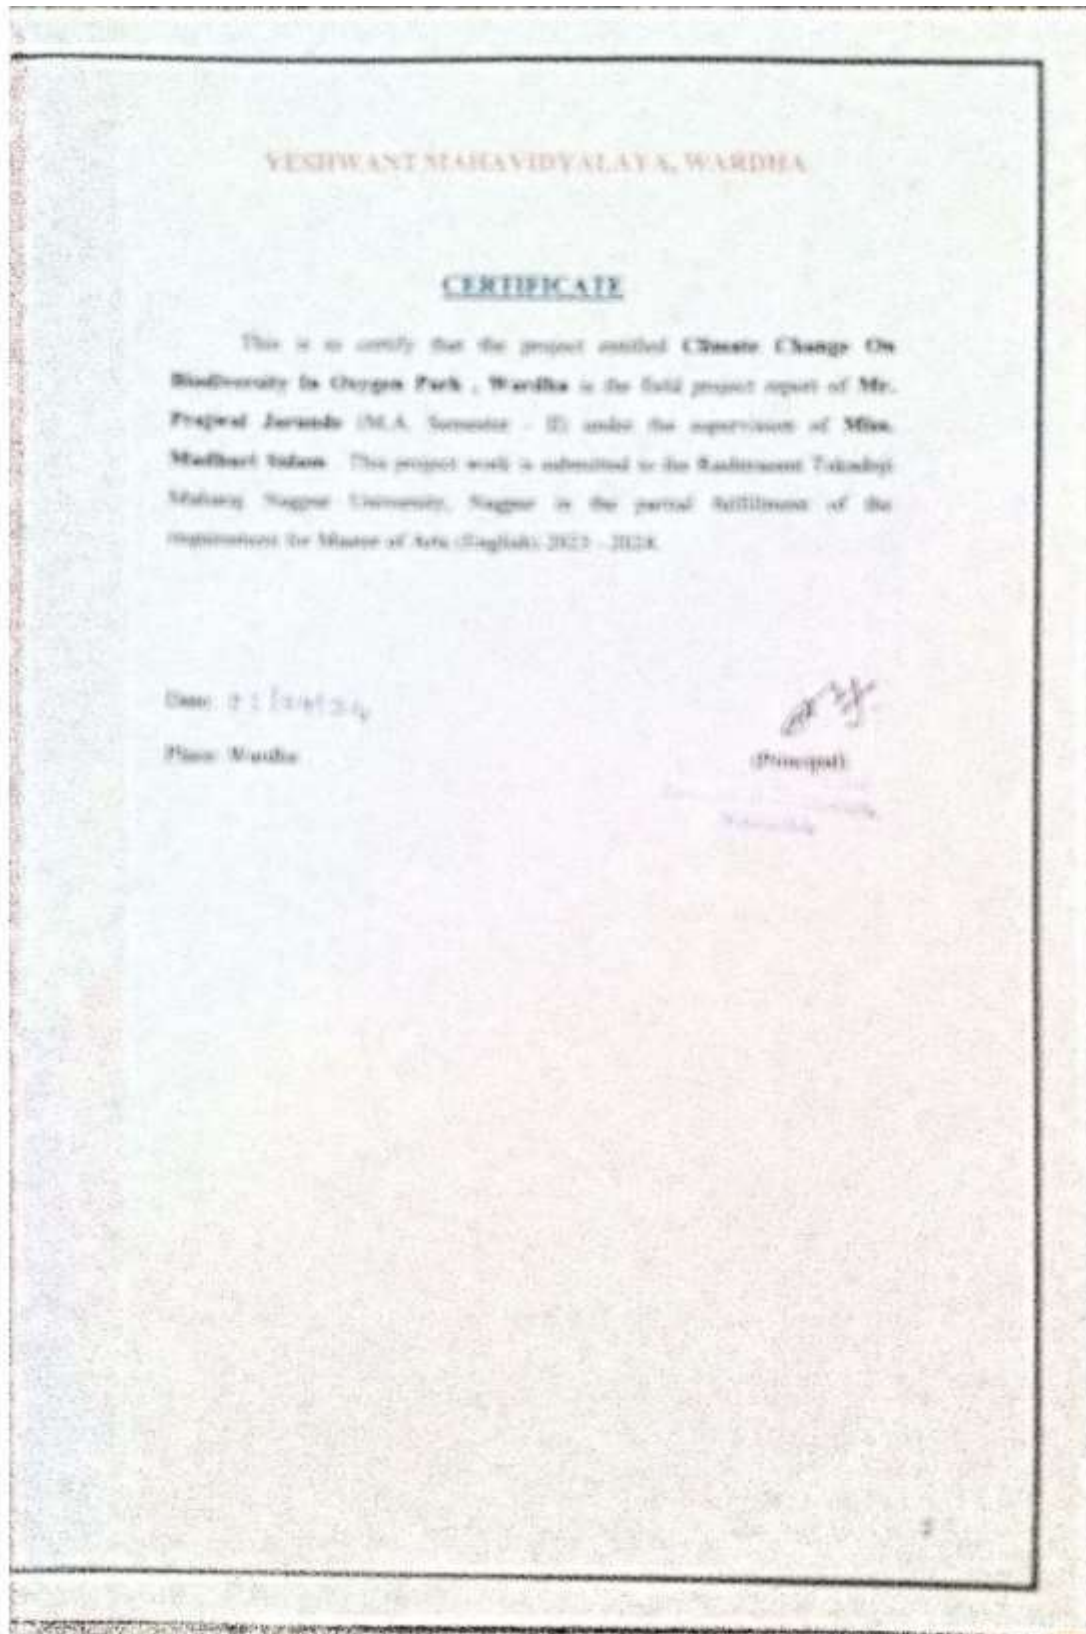 YESHWANT MAHAVIDYALAYA, WARDHA
CERTIFICATE
This is to certify that the project entitled Climate Change On
Biodiversity In Oxygen Park , Wardha is the field project report of Mr.
Prajwal (M.A. Semester - II) under the supervision of Miss.
Madhuri This project work is submitted to the Rashtrasant Tukadoji
Maharaj Nagpur University, Nagpur in the partial fulfillment of the
requirement for Master of Arts (English) 2023 - 2024.
Date:
Place: Wardha
(Principal)